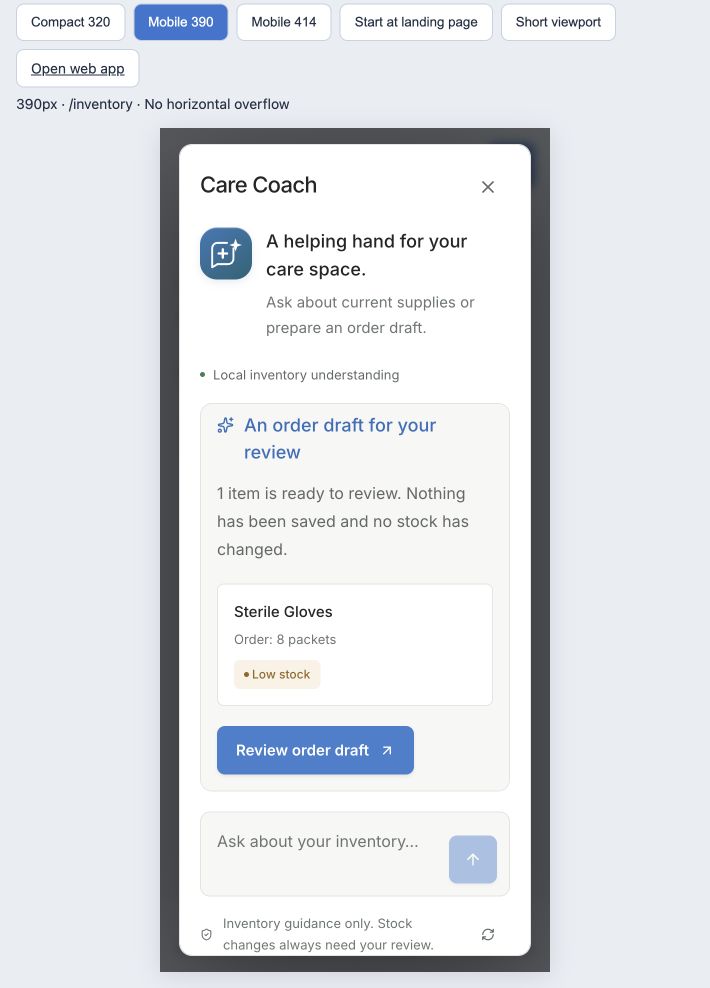 Compact 320
Mobile 390
Mobile 414
Start at landing page
Short viewport
Open web app
390px · /inventory · No horizontal overflow
Care Coach
A helping hand for your
care space.
Ask about current supplies or
prepare an order draft.
Local inventory understanding
An order draft for your
review
1 item is ready to review. Nothing
has been saved and no stock has
changed.
Sterile Gloves
Order: 8 packets
Low stock
Review order draft
Ask about your inventory...
Inventory guidance only. Stock
changes always need your review.